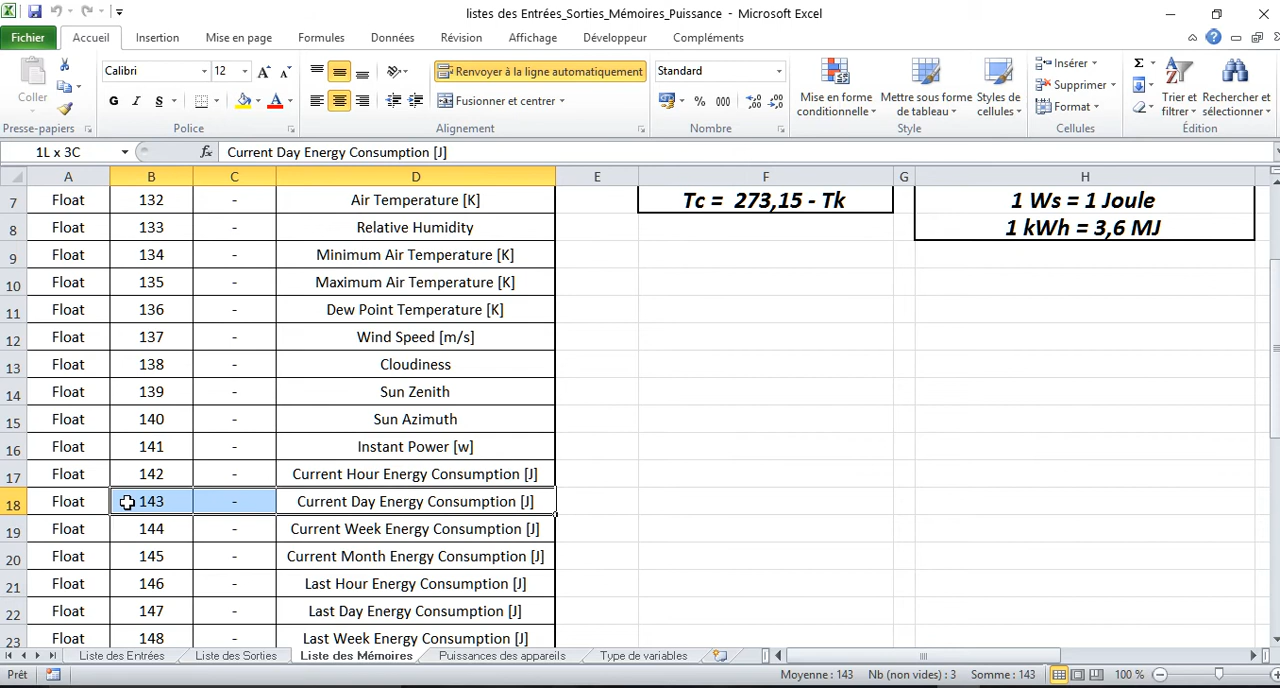 listes des Entrées_Sorties_Mémoires_Puissance - Microsoft Excel
Fichier Accueil Insertion Mise en page Formules Données Révision Affichage Développeur Compléments
Coller
Presse-papiers
Calibri 12
G I S
Police
Renvoyer à la ligne automatiquement
Fusionner et centrer
Alignement
Standard
% 000
Nombre
Mise en forme conditionnelle
Mettre sous forme de tableau
Styles de cellules
Style
Insérer
Supprimer
Format
Cellules
Σ
Trier et filtrer
Rechercher et sélectionner
Édition
1L x 3C fx Current Day Energy Consumption [J]
A B C D E F G H
7 Float 132 - Air Temperature [K] Tc = 273,15 - Tk 1 Ws = 1 Joule
8 Float 133 - Relative Humidity 1 kWh = 3,6 MJ
9 Float 134 - Minimum Air Temperature [K]
10 Float 135 - Maximum Air Temperature [K]
11 Float 136 - Dew Point Temperature [K]
12 Float 137 - Wind Speed [m/s]
13 Float 138 - Cloudiness
14 Float 139 - Sun Zenith
15 Float 140 - Sun Azimuth
16 Float 141 - Instant Power [w]
17 Float 142 - Current Hour Energy Consumption [J]
18 Float 143 - Current Day Energy Consumption [J]
19 Float 144 - Current Week Energy Consumption [J]
20 Float 145 - Current Month Energy Consumption [J]
21 Float 146 - Last Hour Energy Consumption [J]
22 Float 147 - Last Day Energy Consumption [J]
23 Float 148 - Last Week Energy Consumption [J]
Liste des Entrées Liste des Sorties Liste des Mémoires Puissances des appareils Type de variables
Prêt Moyenne : 143 Nb (non vides) : 3 Somme : 143 100 %